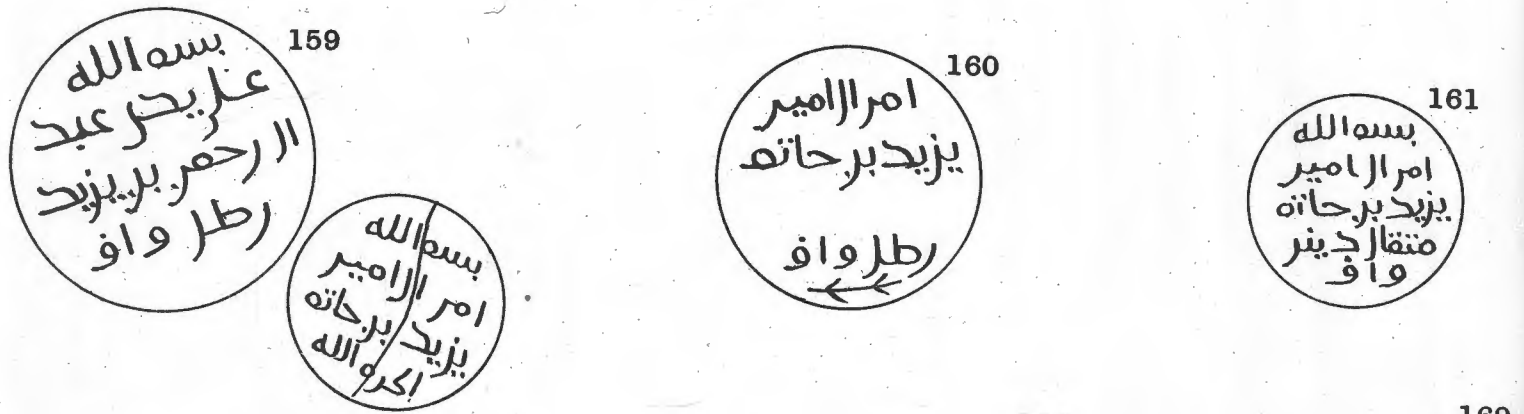 159
بسم الله
على يدي عبد
الرحمن بن يزيد
رطل واف
بسم الله
امر الامير
يزيد بن حاتم
اكرمه الله
160
امر الامير
يزيد بن حاتم
رطل واف
161
بسم الله
امر الامير
يزيد بن حاتم
مثقال دينر
واف